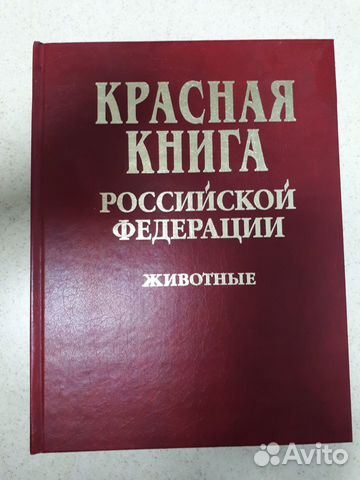 КРАСНАЯ
КНИГА
РОССИЙСКОЙ
ФЕДЕРАЦИИ
ЖИВОТНЫЕ
Avito